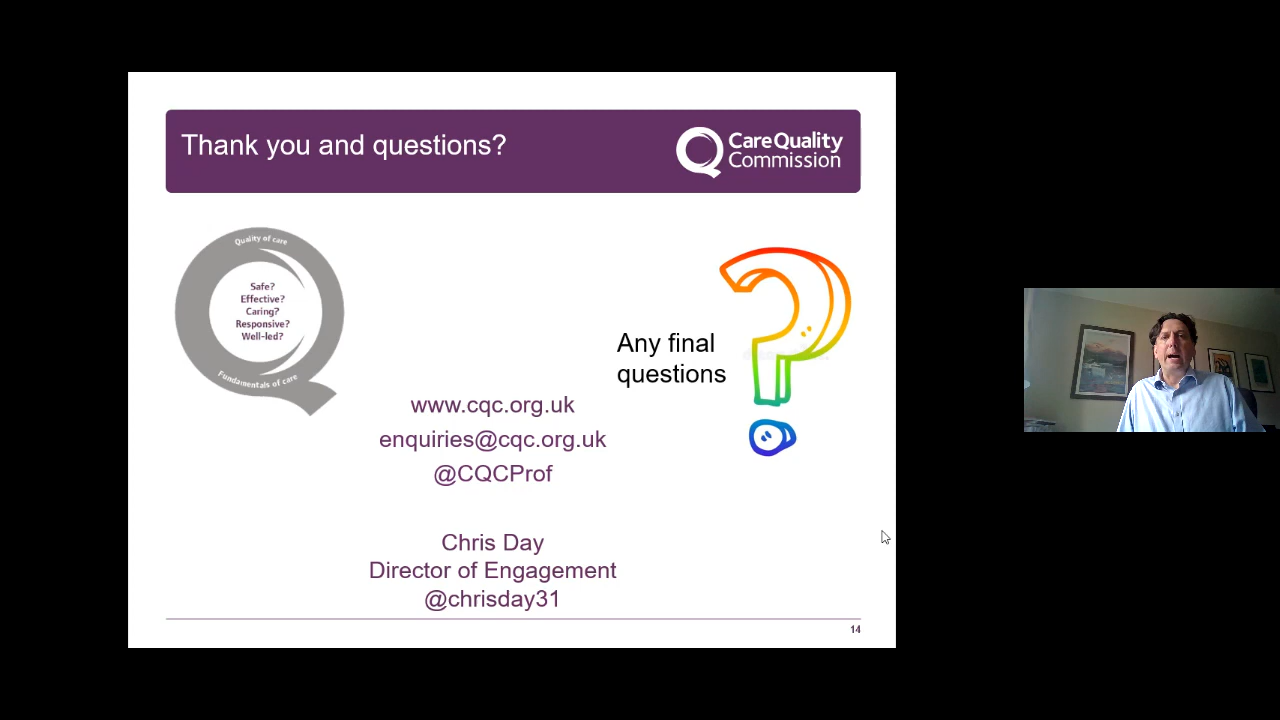 Thank you and questions?
CareQuality
Commission
Quality of care
Safe?
Effective?
Caring?
Responsive?
Well-led?
Fundamentals of care
Any final
questions
www.cqc.org.uk
enquiries@cqc.org.uk
@CQCProf
Chris Day
Director of Engagement
@chrisday31
14